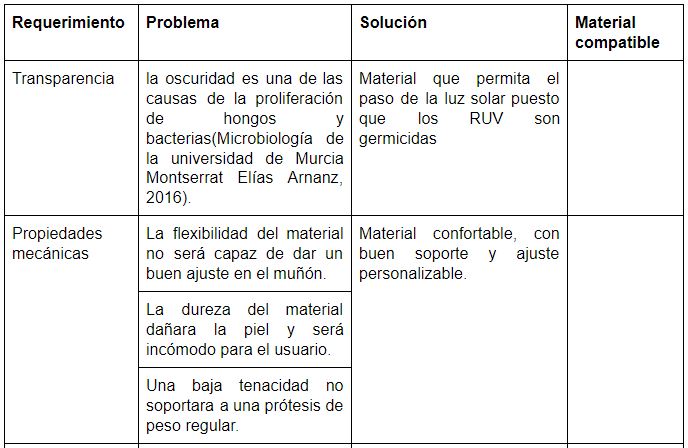 Requerimiento
Problema
Solución
Material
compatible
Transparencia
la oscuridad es una de las
causas de la proliferación
de hongos y
bacterias(Microbiología de
la universidad de Murcia
Montserrat Elías Arnanz,
2016).
Material que permita el
paso de la luz solar puesto
que los RUV son
germicidas
Propiedades
mecánicas
La flexibilidad del material
no será capaz de dar un
buen ajuste en el muñón.
La dureza del material
dañara la piel y será
incómodo para el usuario.
Una baja tenacidad no
soportara a una prótesis de
peso regular.
Material confortable, con
buen soporte y ajuste
personalizable.